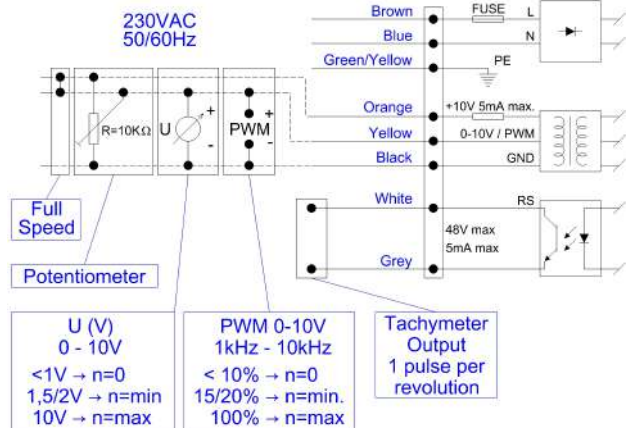 230VAC
50/60Hz
Brown
FUSE
L
Blue
N
Green/Yellow
PE
Orange
+10V 5mA max.
Yellow
0-10V / PWM
Black
GND
R=10KΩ
U
+
-
PWM
+
-
White
RS
48V max
5mA max
Grey
Full
Speed
Potentiometer
U (V)
0 - 10V
<1V → n=0
1,5/2V → n=min
10V → n=max
PWM 0-10V
1kHz - 10kHz
< 10% → n=0
15/20% → n=min.
100% → n=max
Tachymeter
Output
1 pulse per
revolution